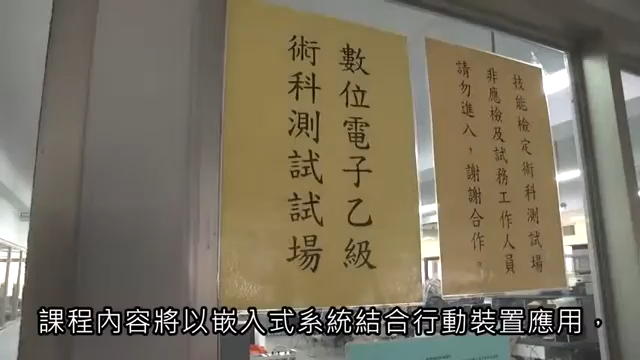 數位電子乙級
術科測試試場
技能檢定術科測試場
非應檢及試務工作人員
請勿進入，謝謝合作。
課程內容將以嵌入式系統結合行動裝置應用，